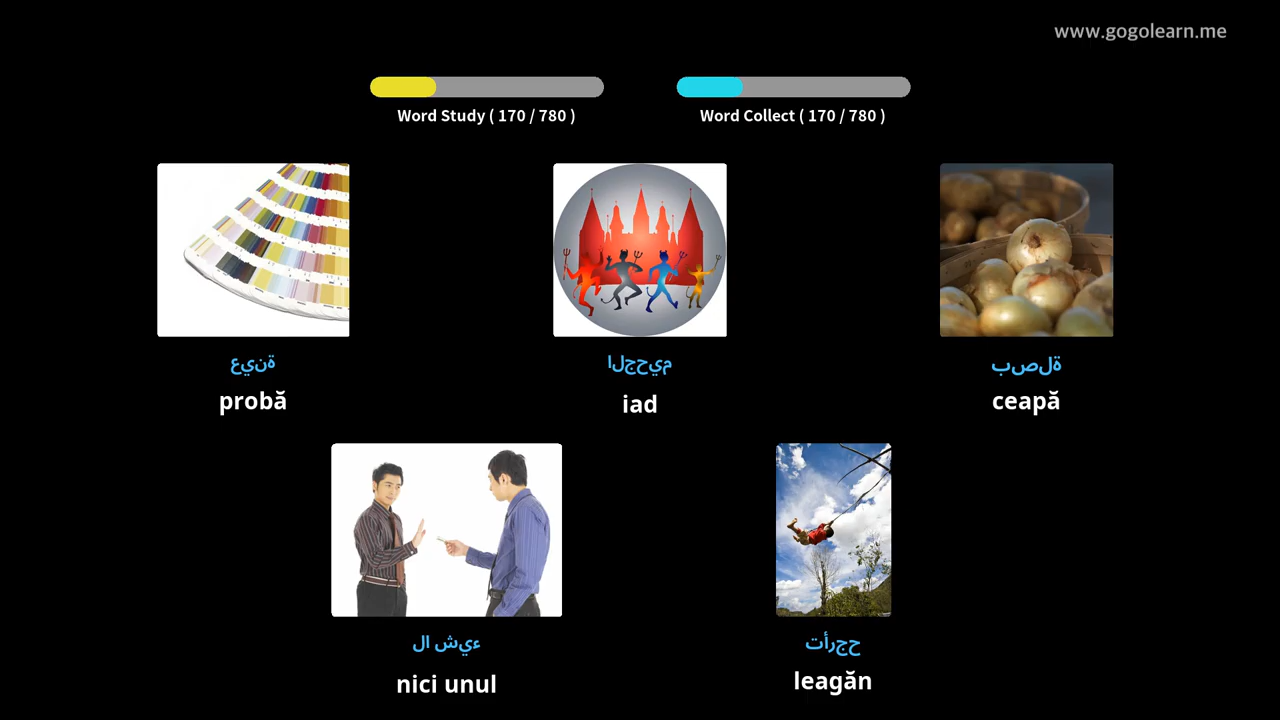 www.gogolearn.me
Word Study ( 170 / 780 )
Word Collect ( 170 / 780 )
عينة
الجحيم
بصلة
probă
iad
ceapă
لا شيء
تأرجح
nici unul
leagăn